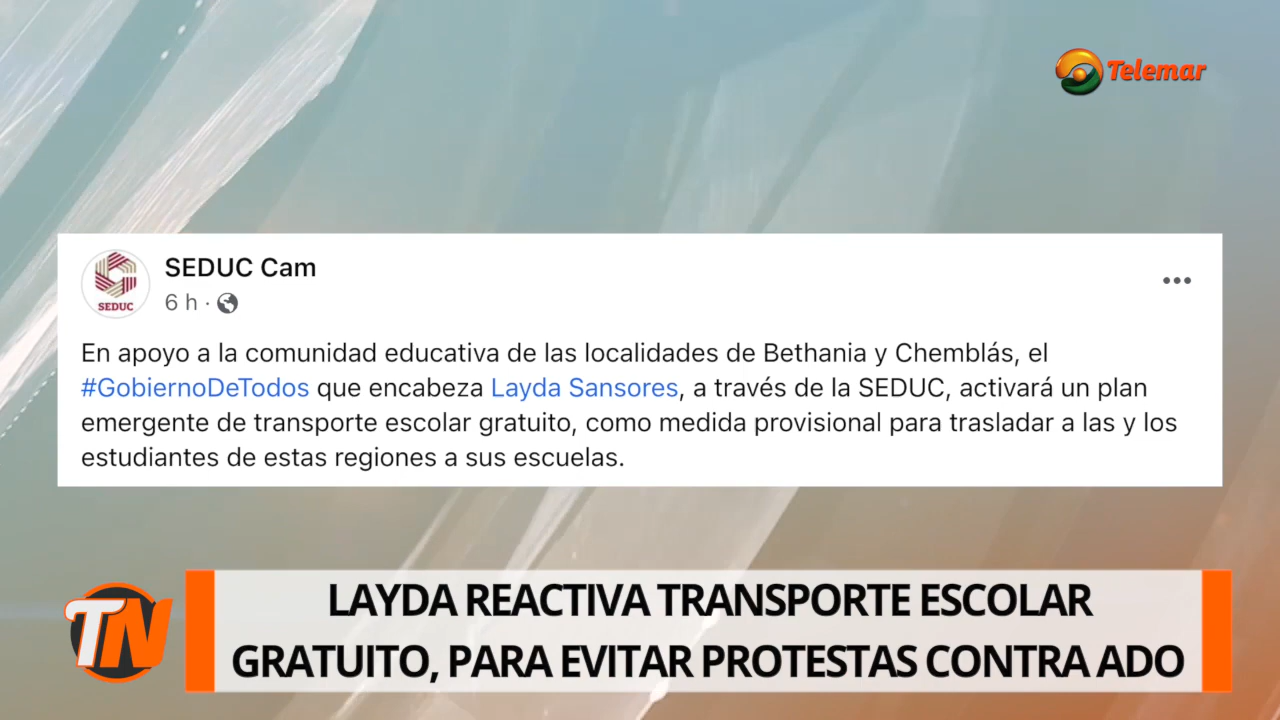 Telemar
SEDUC Cam
SEDUC
6 h ·
En apoyo a la comunidad educativa de las localidades de Bethania y Chemblás, el
#GobiernoDeTodos que encabeza Layda Sansores, a través de la SEDUC, activará un plan
emergente de transporte escolar gratuito, como medida provisional para trasladar a las y los
estudiantes de estas regiones a sus escuelas.
TN
LAYDA REACTIVA TRANSPORTE ESCOLAR
GRATUITO, PARA EVITAR PROTESTAS CONTRA ADO